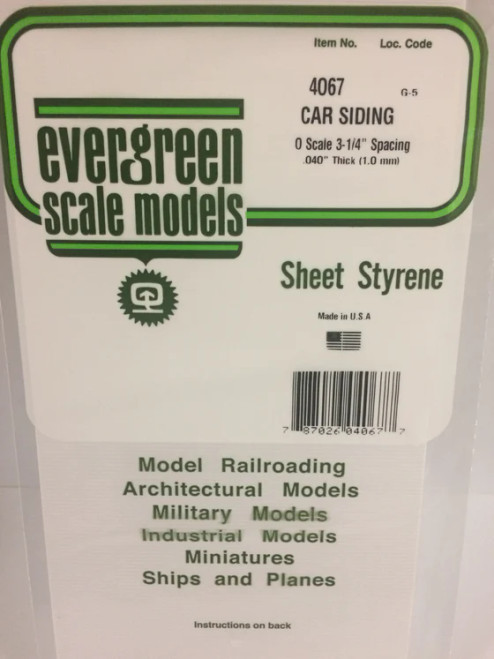 Item No. Loc. Code
4067 G-5
CAR SIDING
O Scale 3-1/4" Spacing
.040" Thick (1.0 mm)
evergreen
scale models
Sheet Styrene
Made in U.S.A
7 87026 04067 7
Model Railroading
Architectural Models
Military Models
Industrial Models
Miniatures
Ships and Planes
Instructions on back